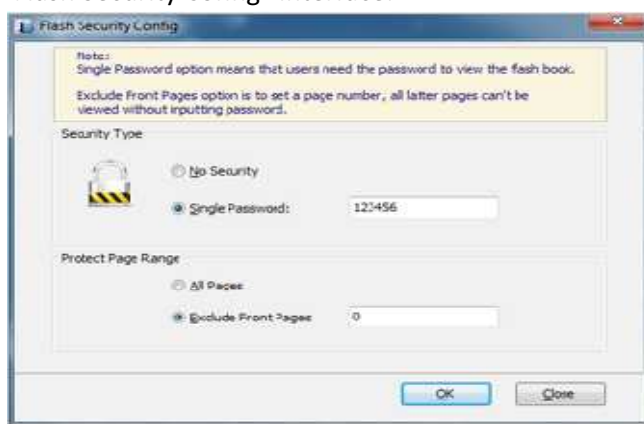 Flash Security Config
Note:
Single Password option means that users need the password to view the flash book.
Exclude Front Pages option is to set a page number, all latter pages can't be
viewed without inputting password.
Security Type
No Security
Single Password:
123456
Protect Page Range
All Pages
Exclude Front Pages
0
OK
Close